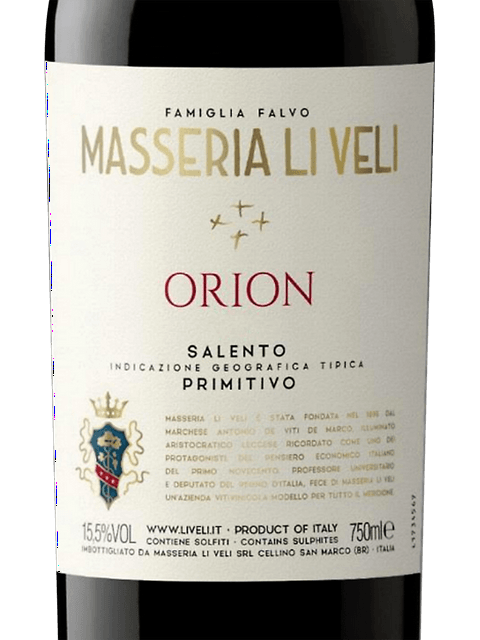 FAMIGLIA FALVO
MASSERIA LI VELI
ORION
SALENTO
INDICAZIONE GEOGRAFICA TIPICA
PRIMITIVO
MASSERIA LI VELI È STATA FONDATA NEL 1895 DAL
MARCHESE ANTONIO DE VITI DE MARCO, ILLUMINATO
ARISTOCRATICO LECCESE RICORDATO COME UNO DEI
PROTAGONISTI DEL PENSIERO ECONOMICO ITALIANO
DEL PRIMO NOVECENTO. PROFESSORE UNIVERSITARIO
E DEPUTATO DEL REGNO D'ITALIA, FECE DI MASSERIA LI VELI
UN'AZIENDA VITIVINICOLA MODELLO PER TUTTO IL MERIDIONE.
15,5%VOL WWW.LIVELI.IT · PRODUCT OF ITALY 750ml e
CONTIENE SOLFITI · CONTAINS SULPHITES
IMBOTTIGLIATO DA MASSERIA LI VELI SRL CELLINO SAN MARCO (BR) · ITALIA
L1234567